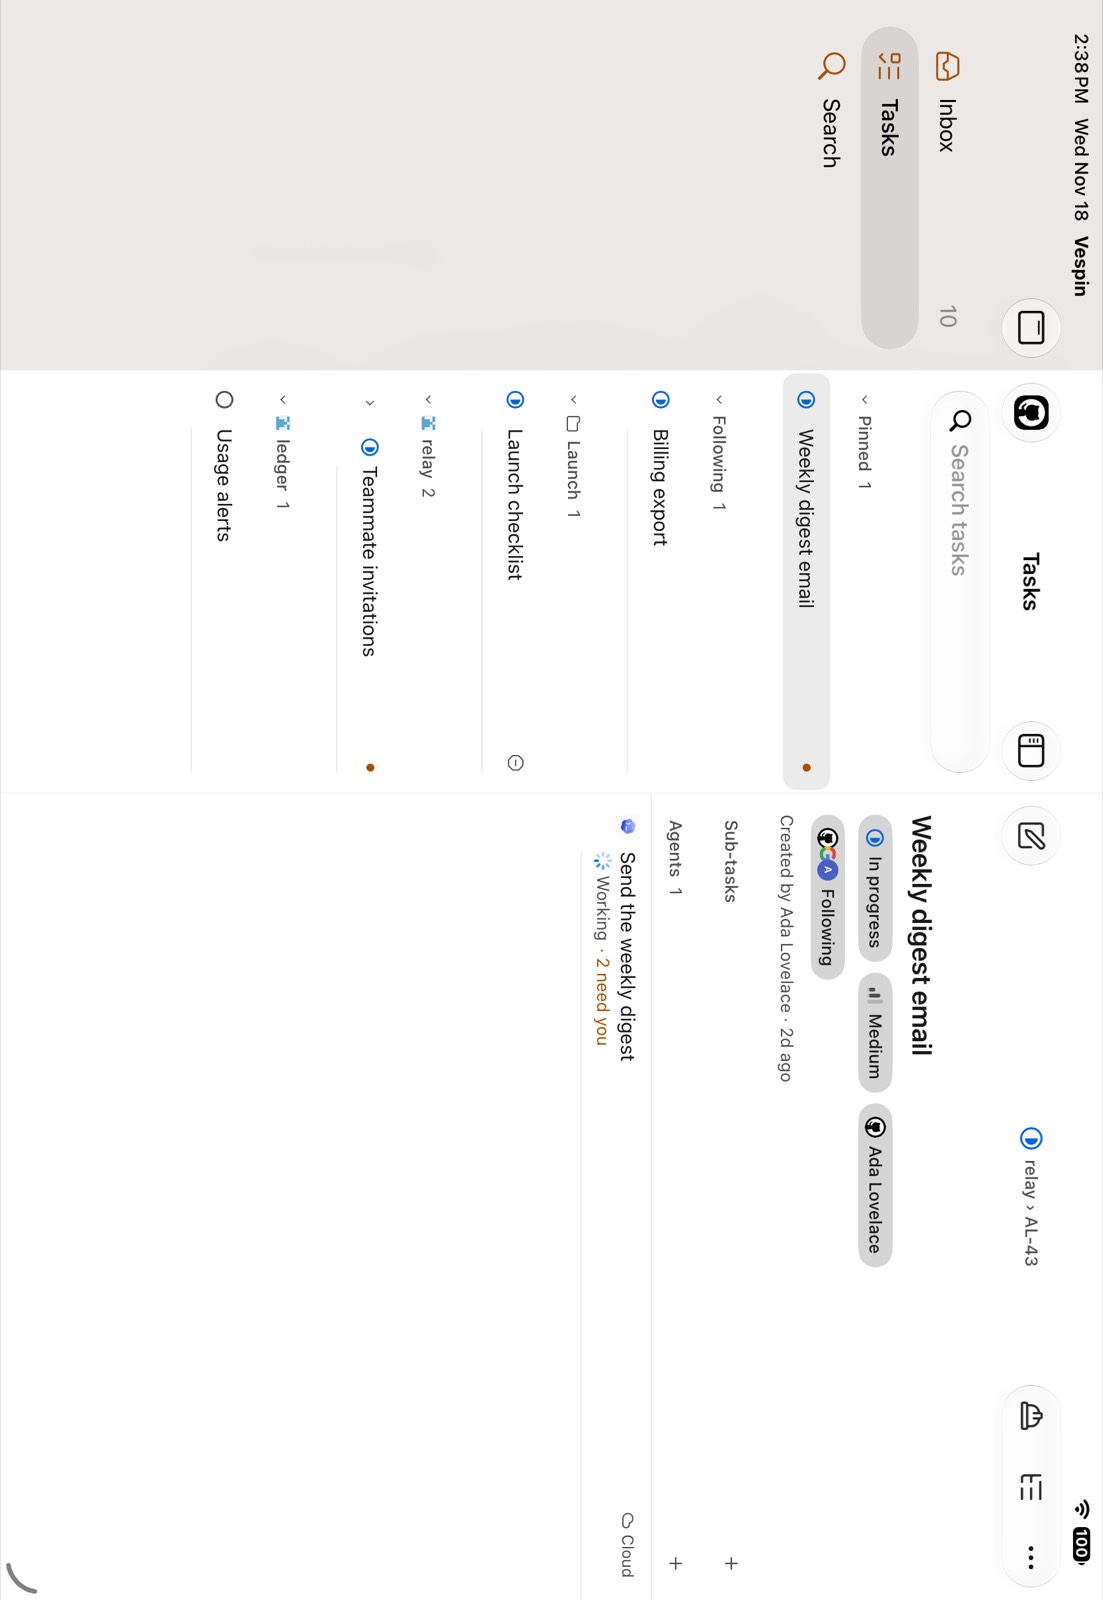 2:38 PM Wed Nov 18 Vespin
100
Inbox 10
Tasks
Search
Tasks
Search tasks
Pinned 1
Weekly digest email
Following 1
Billing export
Launch 1
Launch checklist
relay 2
Teammate invitations
ledger 1
Usage alerts
relay › AL-43
Weekly digest email
In progress Medium Ada Lovelace
A Following
Created by Ada Lovelace · 2d ago
Sub-tasks
Agents 1
Send the weekly digest Cloud
Working · 2 need you